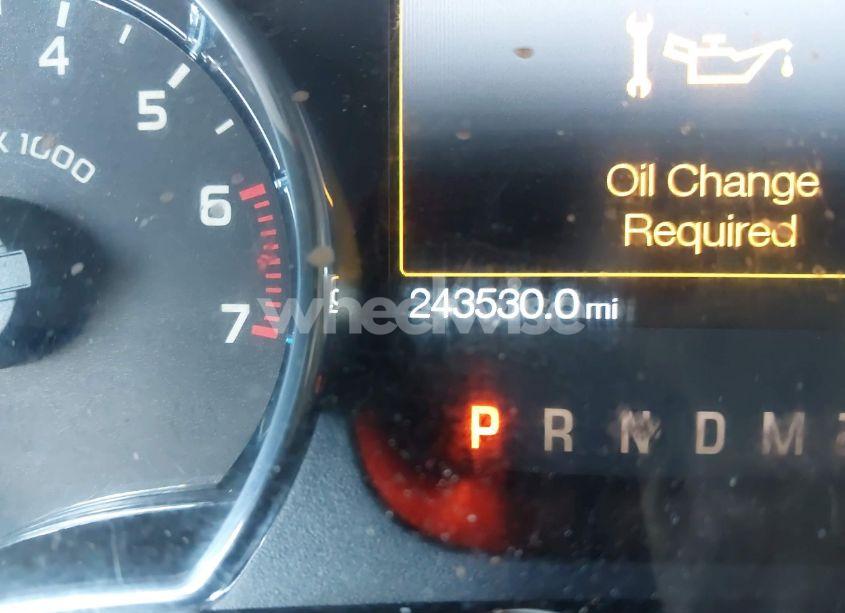 4
5
x 1000
6
7
Oil Change
Required
243530.0 mi
wheelwise
P R N D M